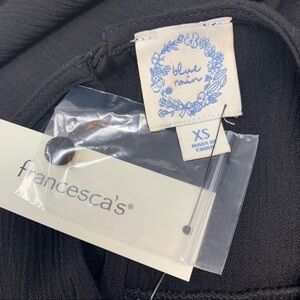 blue
rain
XS
MADE IN
CHINA
francesca's®